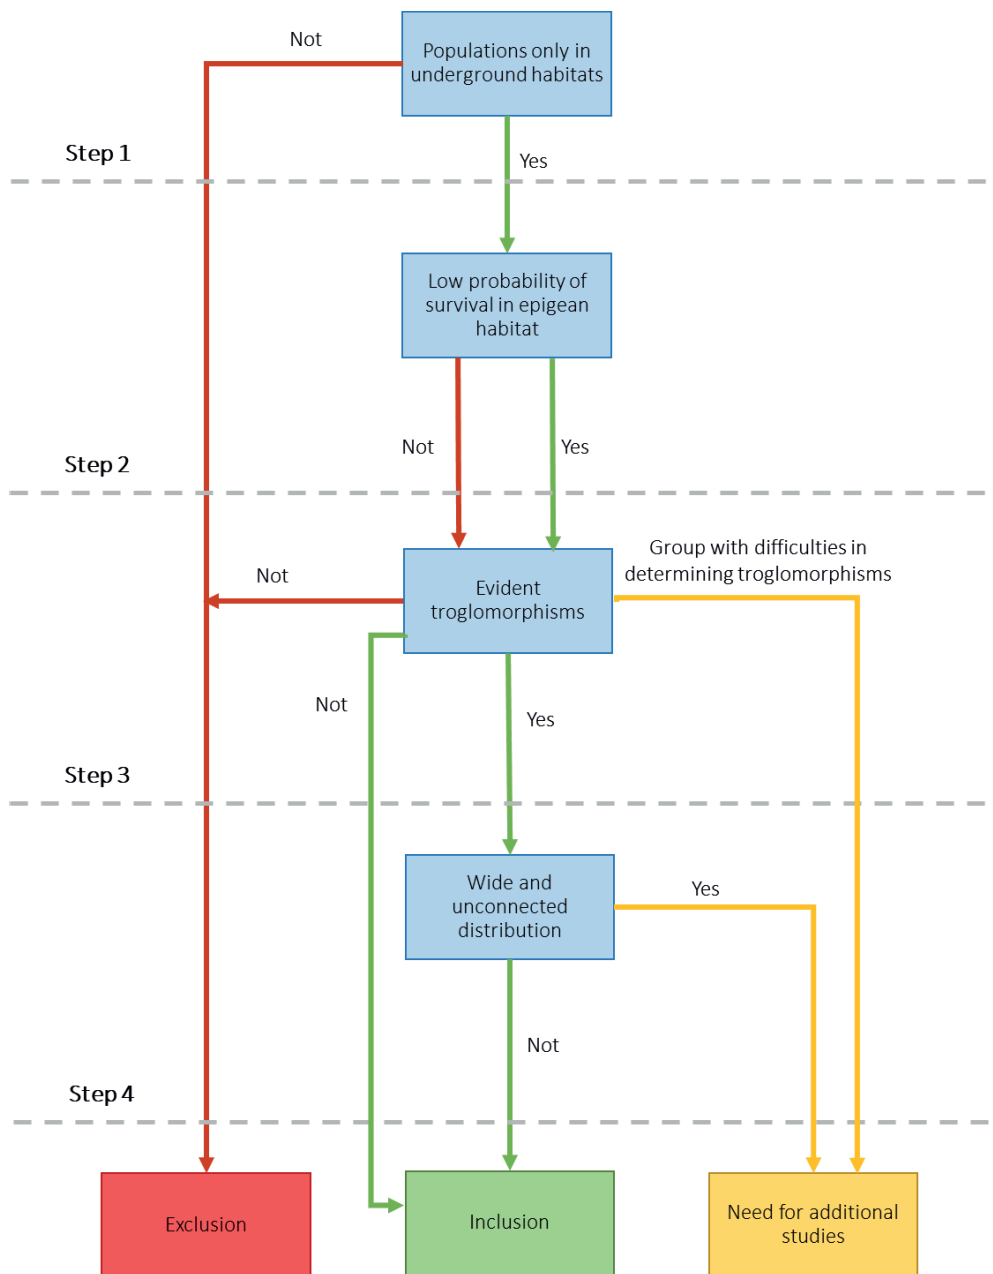 Not
Populations only in
underground habitats
Step 1
Yes
Low probability of
survival in epigean
habitat
Not
Yes
Step 2
Group with difficulties in
determining troglomorphisms
Not
Evident
troglomorphisms
Not
Yes
Step 3
Wide and
unconnected
distribution
Yes
Not
Step 4
Exclusion
Inclusion
Need for additional
studies